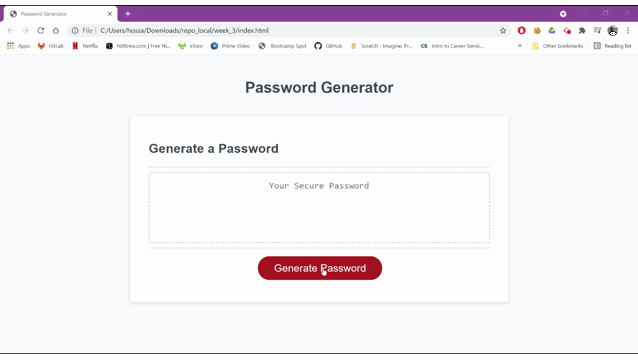 Password Generator
File | C:/Users/hossa/Downloads/repo_local/week_3/index.html
Apps GitLab Netflix NXBrew.com | Free Ni... eToro Prime Video Bootcamp Spot GitHub Scratch - Imagine, Pr... Intro to Career Servic... » Other bookmarks Reading list
Password Generator
Generate a Password
Your Secure Password
Generate Password